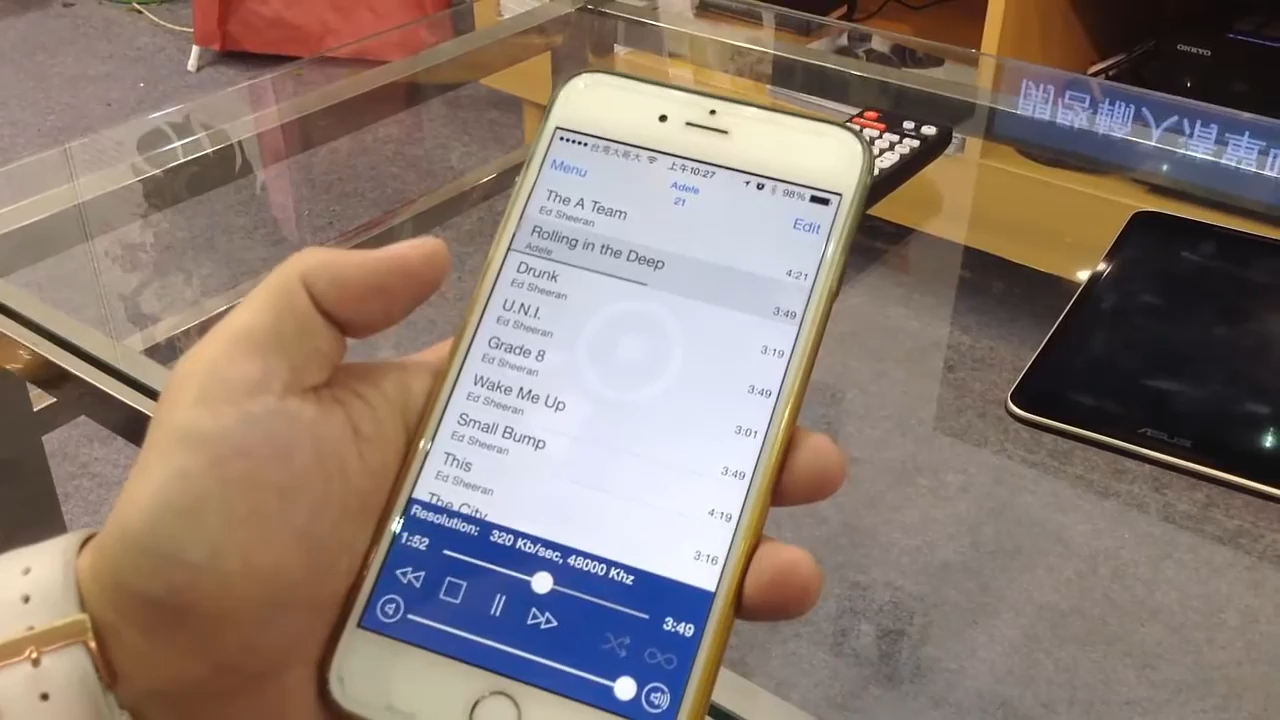 ONKYO
台灣大哥大
上午10:27
98%
Menu
Adele
21
Edit
The A Team
Ed Sheeran
4:21
Rolling in the Deep
Adele
3:49
Drunk
Ed Sheeran
3:19
U.N.I.
Ed Sheeran
3:49
Grade 8
Ed Sheeran
3:01
Wake Me Up
Ed Sheeran
3:49
Small Bump
Ed Sheeran
4:19
This
Ed Sheeran
3:16
The City
Resolution: 320 Kb/sec, 48000 Khz
1:52
3:49
ASUS